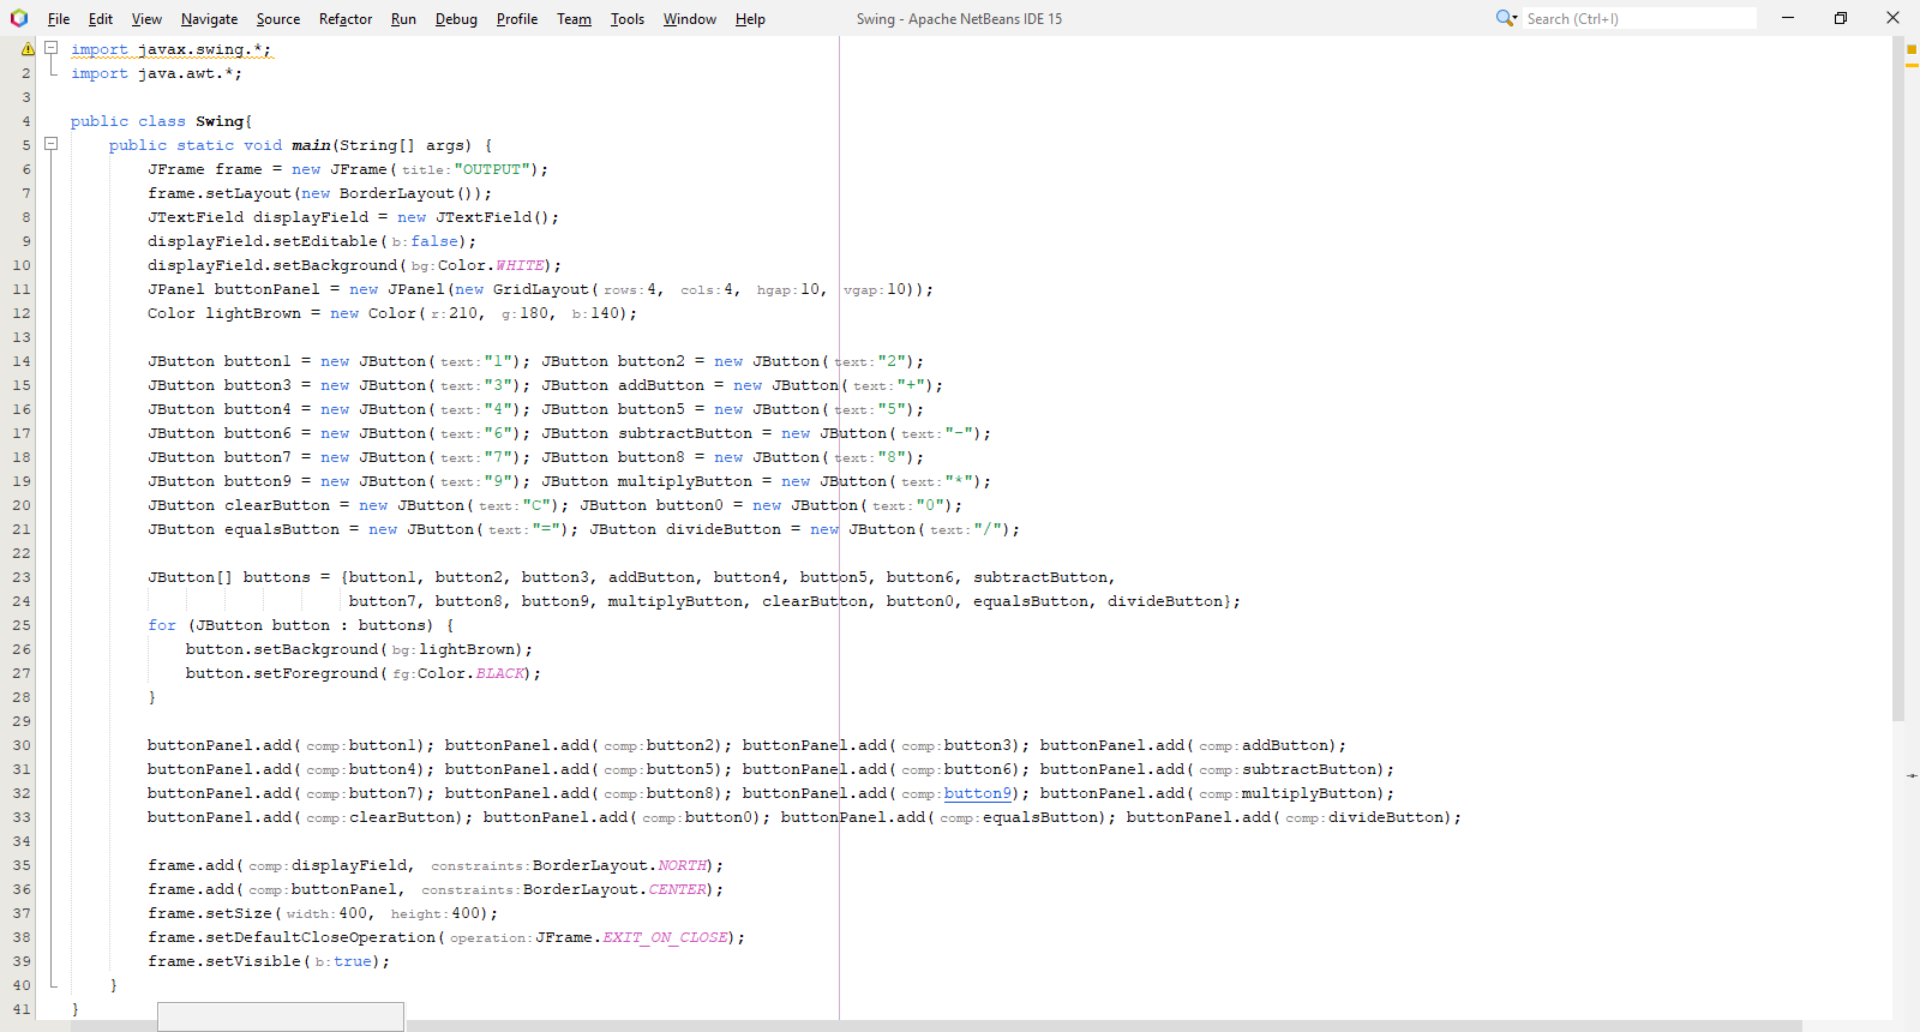 File Edit View Navigate Source Refactor Run Debug Profile Team Tools Window Help Swing - Apache NetBeans IDE 15 Search (Ctrl+I)
import javax.swing.*;
2 import java.awt.*;
3
4 public class Swing{
5 public static void main(String[] args) {
6 JFrame frame = new JFrame( title: "OUTPUT");
7 frame.setLayout(new BorderLayout());
8 JTextField displayField = new JTextField();
9 displayField.setEditable( b: false);
10 displayField.setBackground( bg: Color.WHITE);
11 JPanel buttonPanel = new JPanel(new GridLayout( rows: 4, cols: 4, hgap: 10, vgap: 10));
12 Color lightBrown = new Color( r: 210, g: 180, b: 140);
13
14 JButton button1 = new JButton( text: "1"); JButton button2 = new JButton( text: "2");
15 JButton button3 = new JButton( text: "3"); JButton addButton = new JButton( text: "+");
16 JButton button4 = new JButton( text: "4"); JButton button5 = new JButton( text: "5");
17 JButton button6 = new JButton( text: "6"); JButton subtractButton = new JButton( text: "-");
18 JButton button7 = new JButton( text: "7"); JButton button8 = new JButton( text: "8");
19 JButton button9 = new JButton( text: "9"); JButton multiplyButton = new JButton( text: "*");
20 JButton clearButton = new JButton( text: "C"); JButton button0 = new JButton( text: "0");
21 JButton equalsButton = new JButton( text: "="); JButton divideButton = new JButton( text: "/");
22
23 JButton[] buttons = {button1, button2, button3, addButton, button4, button5, button6, subtractButton,
24 button7, button8, button9, multiplyButton, clearButton, button0, equalsButton, divideButton};
25 for (JButton button : buttons) {
26 button.setBackground( bg: lightBrown);
27 button.setForeground( fg: Color.BLACK);
28 }
29
30 buttonPanel.add( comp: button1); buttonPanel.add( comp: button2); buttonPanel.add( comp: button3); buttonPanel.add( comp: addButton);
31 buttonPanel.add( comp: button4); buttonPanel.add( comp: button5); buttonPanel.add( comp: button6); buttonPanel.add( comp: subtractButton);
32 buttonPanel.add( comp: button7); buttonPanel.add( comp: button8); buttonPanel.add( comp: button9); buttonPanel.add( comp: multiplyButton);
33 buttonPanel.add( comp: clearButton); buttonPanel.add( comp: button0); buttonPanel.add( comp: equalsButton); buttonPanel.add( comp: divideButton);
34
35 frame.add( comp: displayField, constraints: BorderLayout.NORTH);
36 frame.add( comp: buttonPanel, constraints: BorderLayout.CENTER);
37 frame.setSize( width: 400, height: 400);
38 frame.setDefaultCloseOperation( operation: JFrame.EXIT_ON_CLOSE);
39 frame.setVisible( b: true);
40 }
41 }